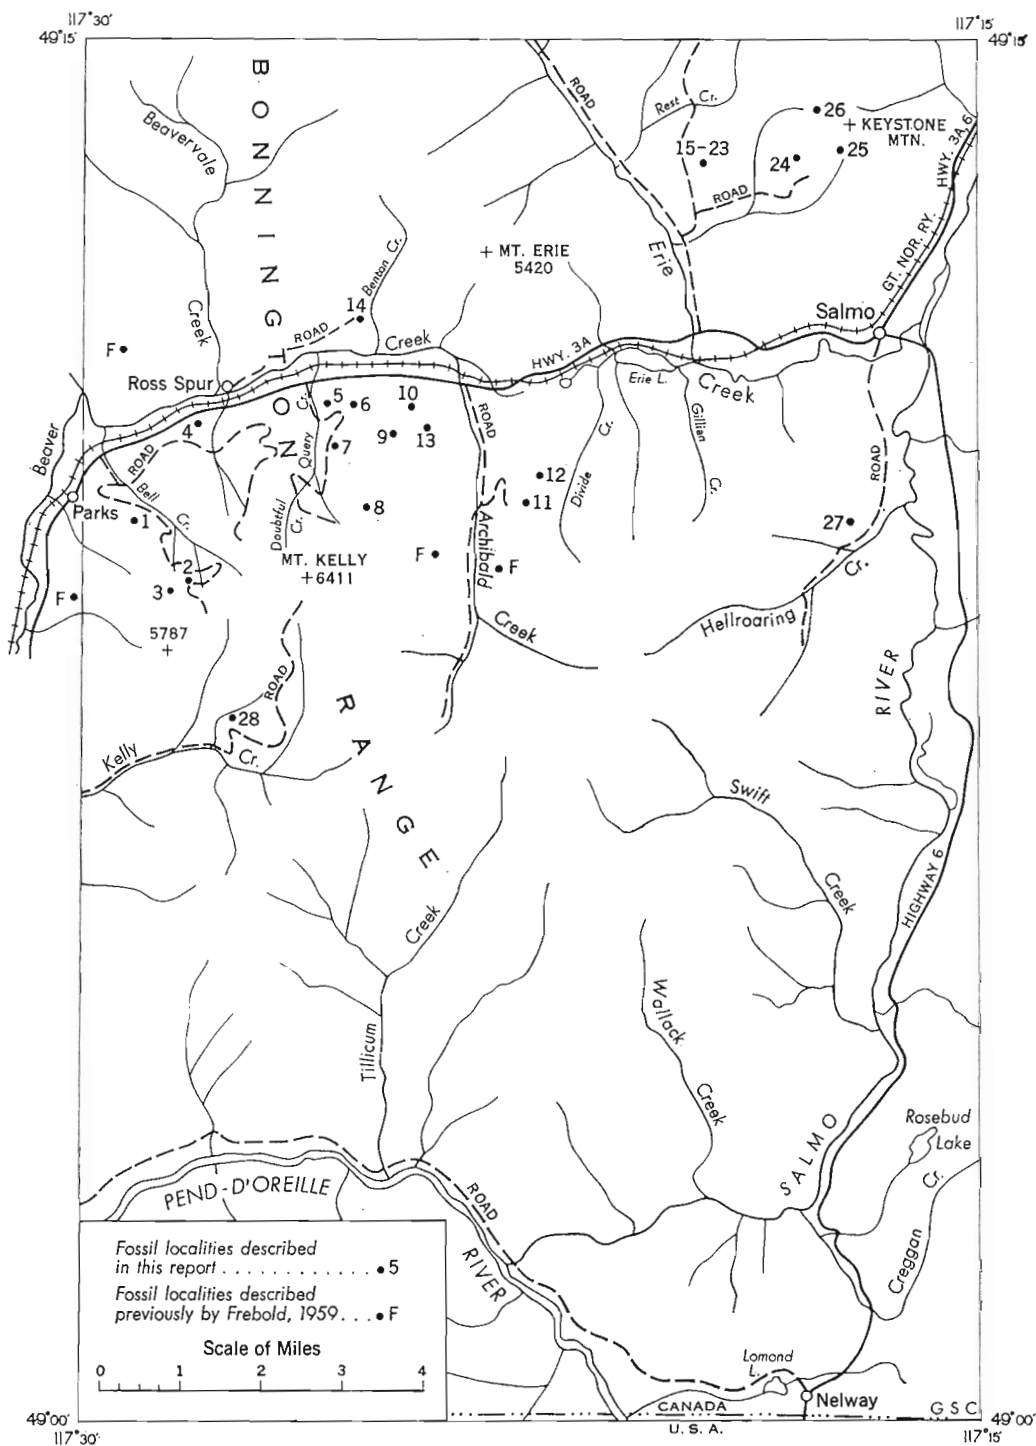 117°30'
117°15'
49°15'
49°15'
BONNINGTON
RANGE
Beavervale
Creek
ROAD
Rest Cr.
26
+ KEYSTONE
MTN.
15-23
24
25
ROAD
HWY. 3A,6
GT. NOR. RY.
Erie
+ MT. ERIE
5420
Benton Cr.
14
ROAD
Creek
Salmo
F
Ross Spur
HWY. 3A
Erie L.
Creek
Gillian
Cr.
Divide
Cr.
4
5
6
10
9
13
7
8
Query
Cr.
Doubtful
Cr.
ROAD
12
11
Archibald
Creek
ROAD
Beaver
Parks
ROAD
Bell
Cr.
1
2
3
F
MT. KELLY
+6411
F
F
27
Cr.
Hellroaring
5787
+
ROAD
28
Kelly
Cr.
RIVER
Swift
Creek
HIGHWAY 6
Creek
Tillicum
Wallack
Creek
SALMO
Rosebud
Lake
Cr.
Creggan
PEND-D'OREILLE
RIVER
ROAD
Fossil localities described
in this report . . . . . . . . . . . . . •5
Fossil localities described
previously by Frebold, 1959 . . . • F
Scale of Miles
0 1 2 3 4
Lomond
L.
Nelway
CANADA
U. S. A.
G S C
49°00'
49°00'
117°30'
117°15'